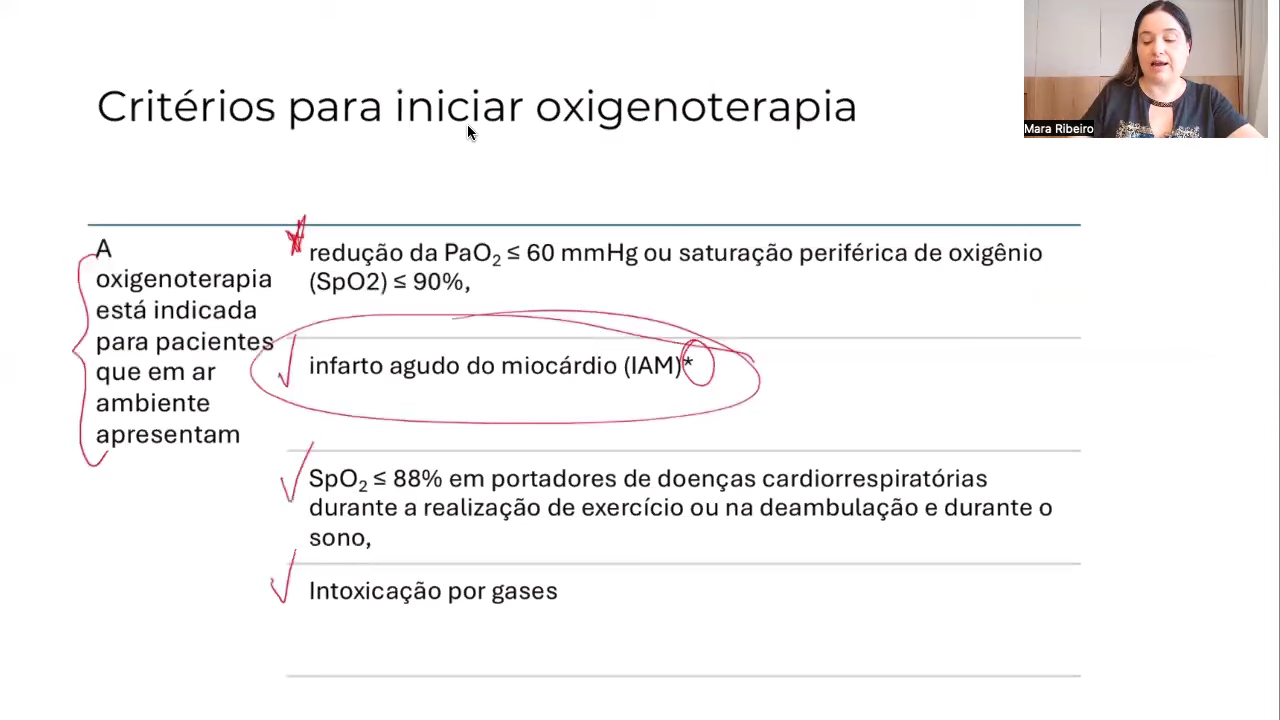 Critérios para iniciar oxigenoterapia
Mara Ribeiro
A
oxigenoterapia
está indicada
para pacientes
que em ar
ambiente
apresentam
redução da PaO₂ ≤ 60 mmHg ou saturação periférica de oxigênio
(SpO2) ≤ 90%,
infarto agudo do miocárdio (IAM)*
SpO₂ ≤ 88% em portadores de doenças cardiorrespiratórias
durante a realização de exercício ou na deambulação e durante o
sono,
Intoxicação por gases